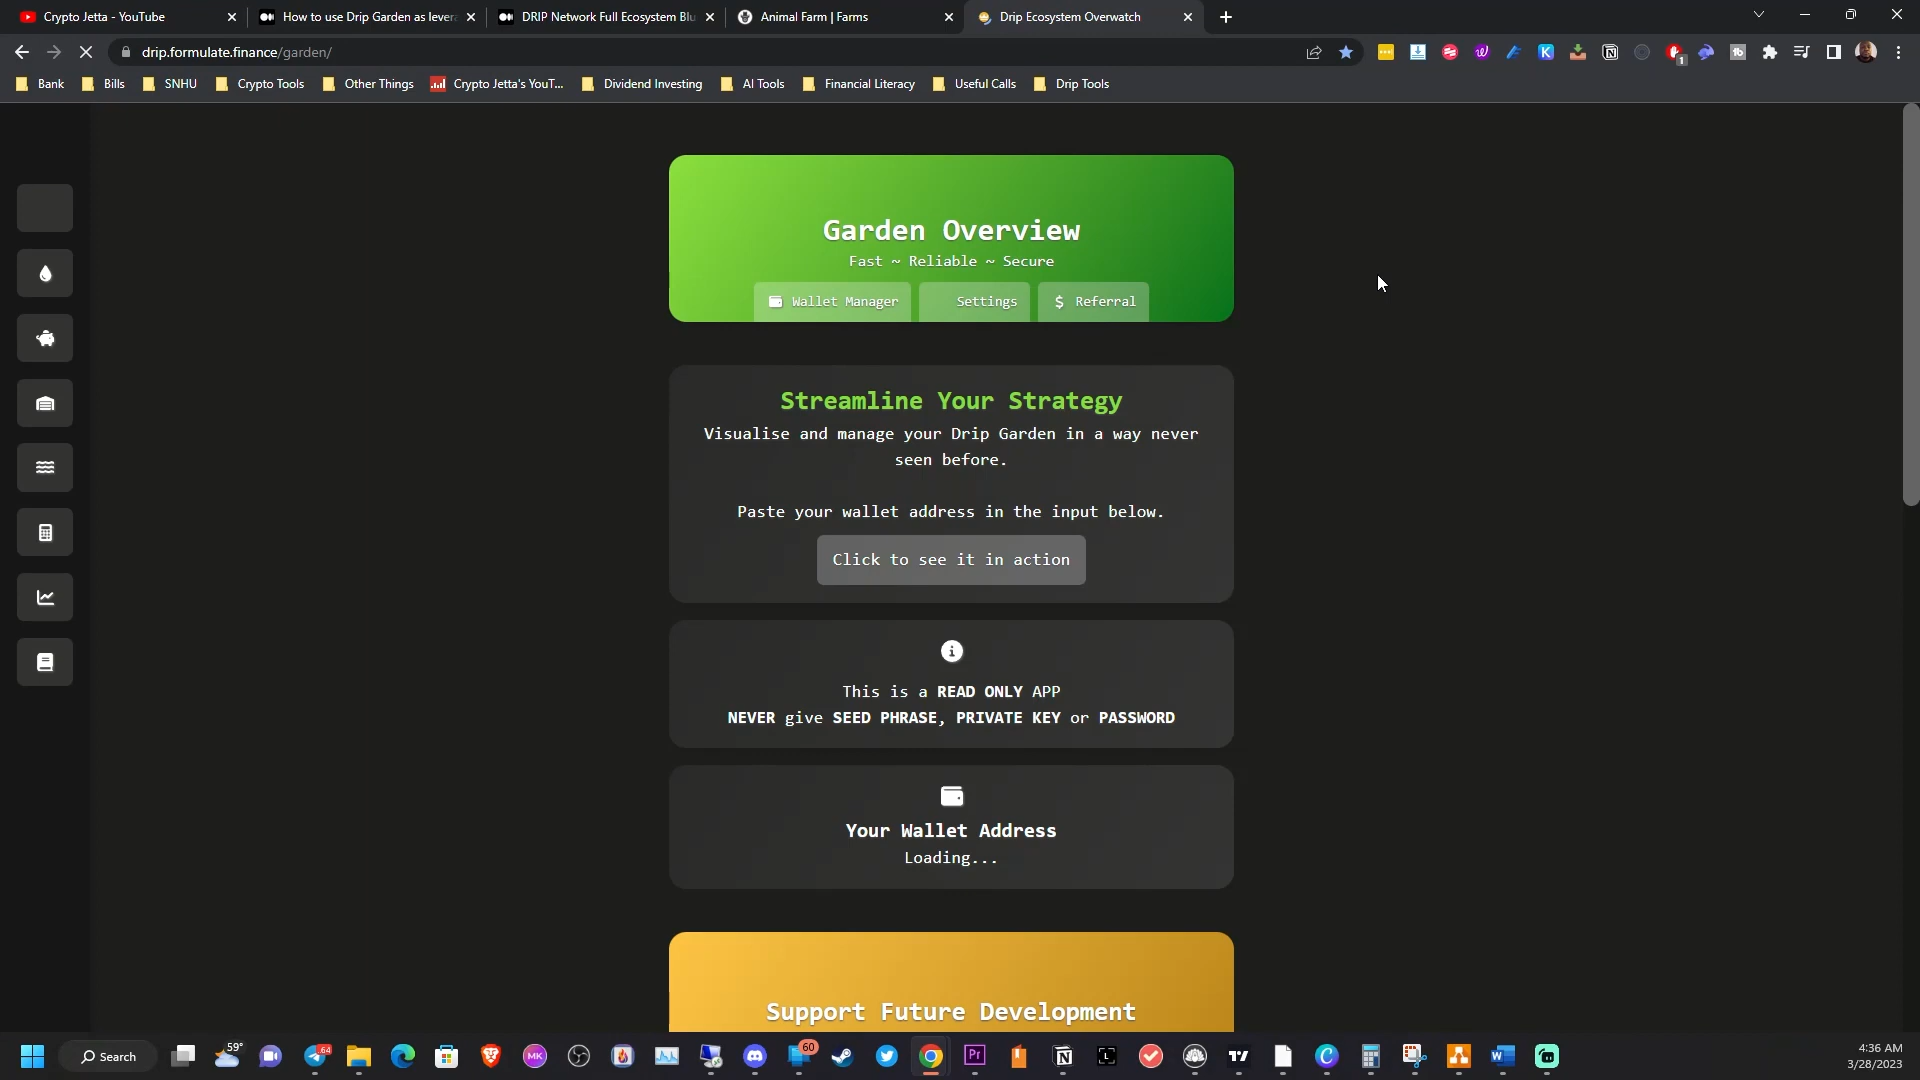 Crypto Jetta - YouTube
How to use Drip Garden as levera
DRIP Network Full Ecosystem Blu
Animal Farm | Farms
Drip Ecosystem Overwatch
drip.formulate.finance/garden/
1
Bank
Bills
SNHU
Crypto Tools
Other Things
Crypto Jetta's YouT...
Dividend Investing
AI Tools
Financial Literacy
Useful Calls
Drip Tools
Garden Overview
Fast ~ Reliable ~ Secure
Wallet Manager
Settings
$ Referral
Streamline Your Strategy
Visualise and manage your Drip Garden in a way never
seen before.
Paste your wallet address in the input below.
Click to see it in action
This is a READ ONLY APP
NEVER give SEED PHRASE, PRIVATE KEY or PASSWORD
Your Wallet Address
Loading...
Support Future Development
Search
59°
64
MK
60
Pr
4:36 AM
3/28/2023